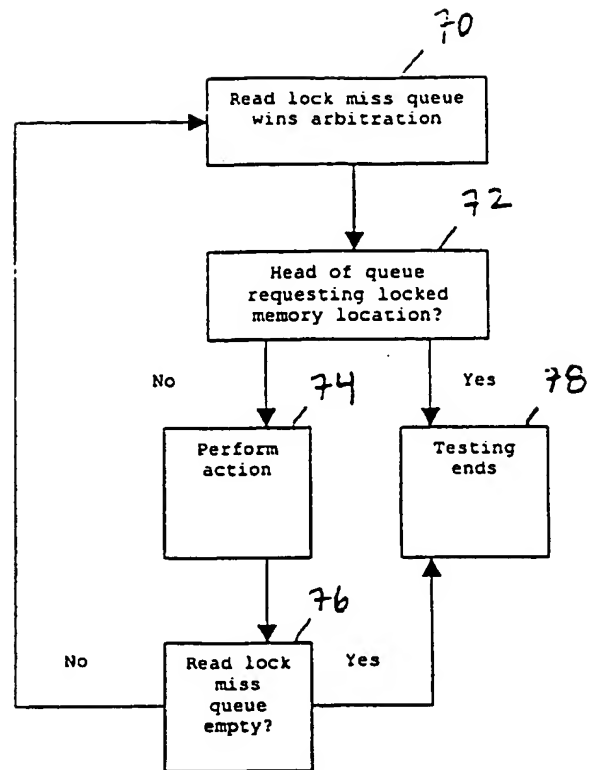 70
Read lock miss queue
wins arbitration
72
Head of queue
requesting locked
memory location?
No
74
Yes
78
Perform
action
Testing
ends
76
No
Read lock
miss
queue
empty?
Yes